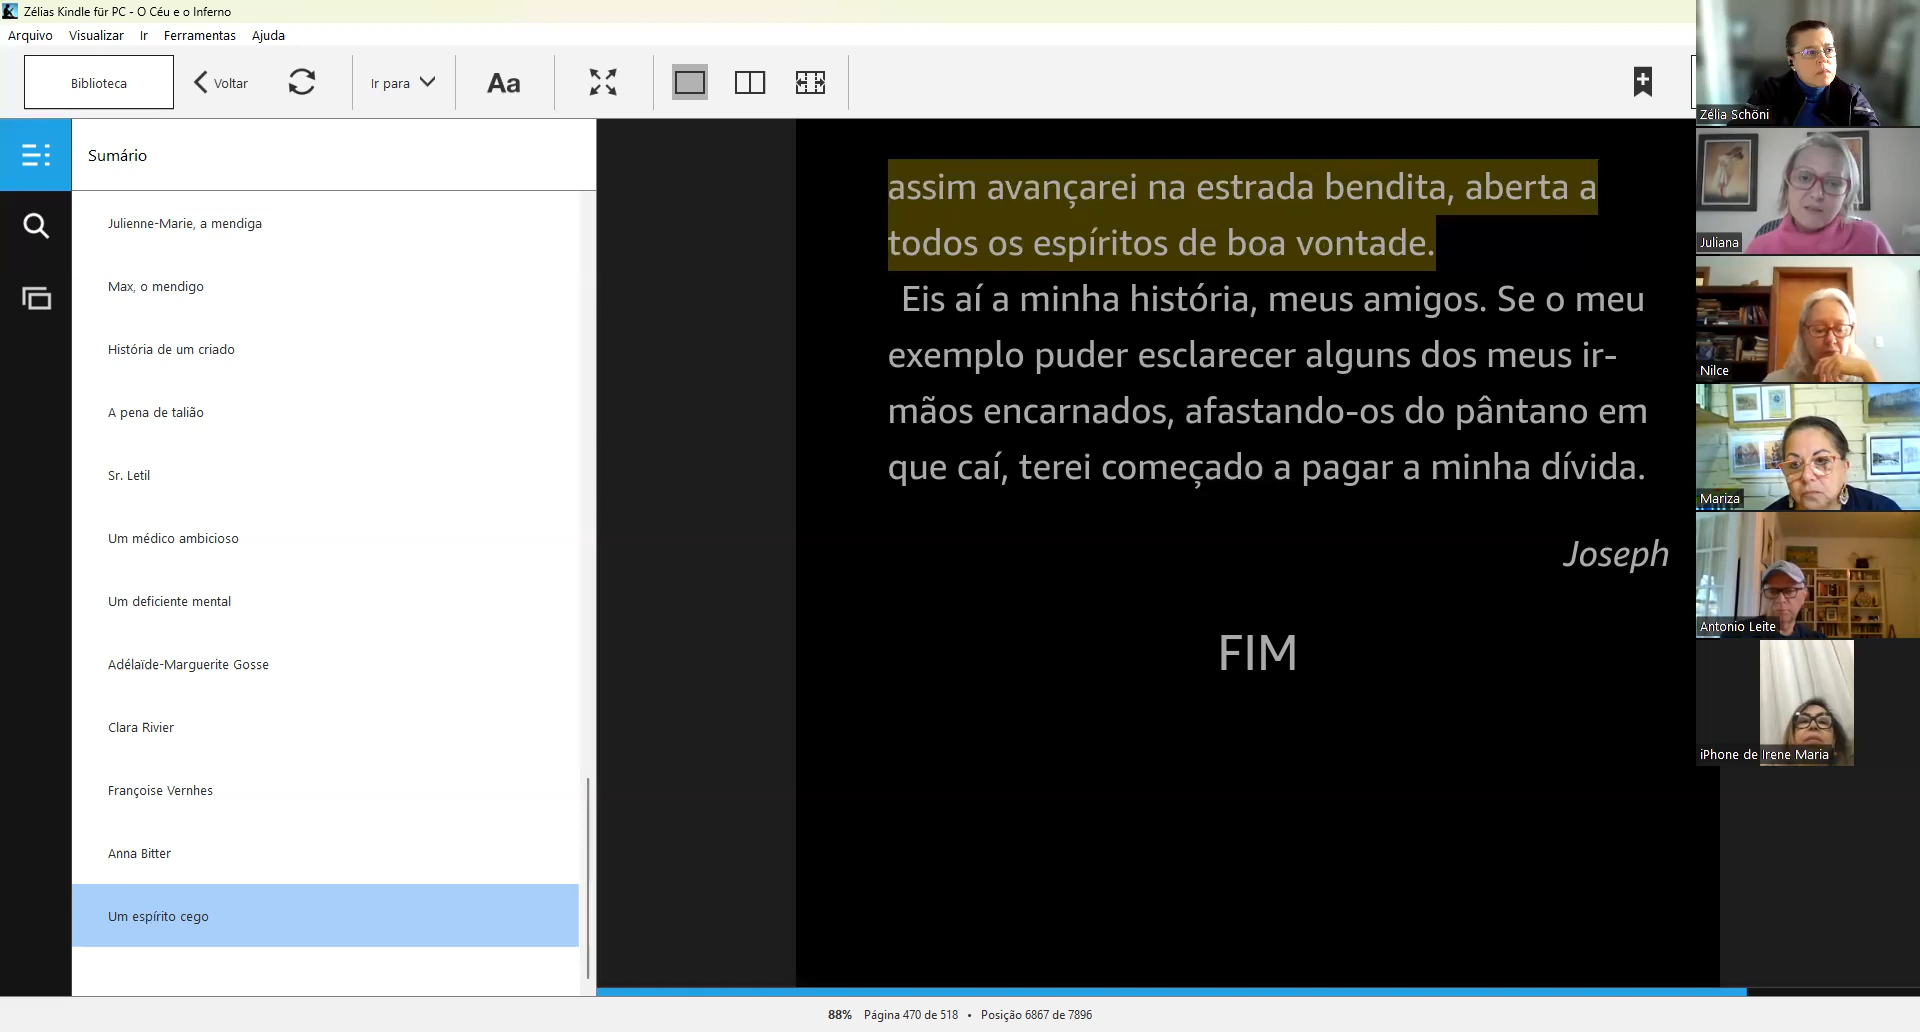 Zélias Kindle für PC - O Céu e o Inferno
Arquivo Visualizar Ir Ferramentas Ajuda
Biblioteca Voltar Ir para Aa
Sumário
Julienne-Marie, a mendiga
Max, o mendigo
História de um criado
A pena de talião
Sr. Letil
Um médico ambicioso
Um deficiente mental
Adélaïde-Marguerite Gosse
Clara Rivier
Françoise Vernhes
Anna Bitter
Um espírito cego
assim avançarei na estrada bendita, aberta a
todos os espíritos de boa vontade.
Eis aí a minha história, meus amigos. Se o meu
exemplo puder esclarecer alguns dos meus ir-
mãos encarnados, afastando-os do pântano em
que caí, terei começado a pagar a minha dívida.
Joseph
FIM
88% Página 470 de 518 • Posição 6867 de 7896
Zélia Schöni
Juliana
Nilce
Mariza
Antonio Leite
iPhone de Irene Maria